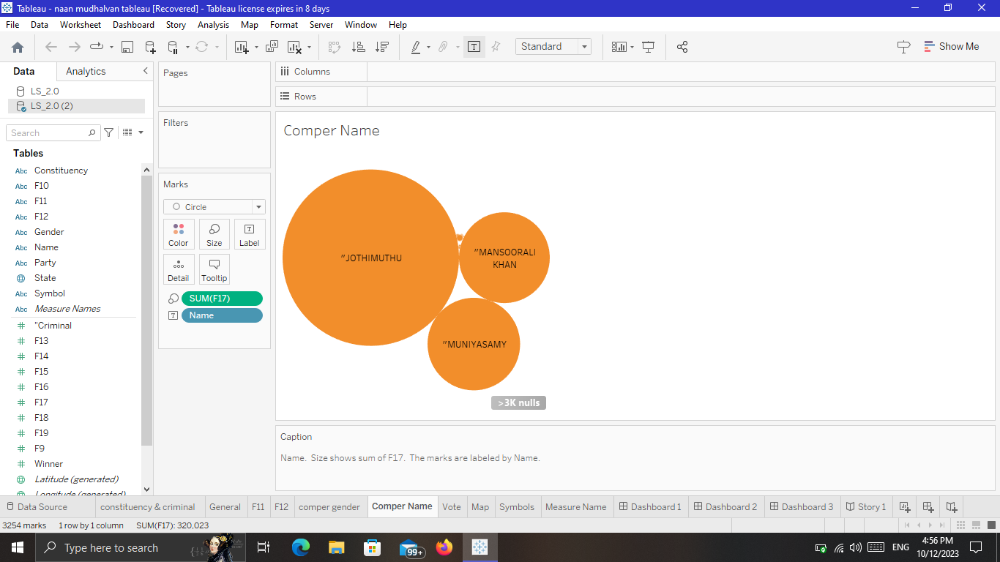 Tableau - naan mudhalvan tableau [Recovered] - Tableau license expires in 8 days
File Data Worksheet Dashboard Story Analysis Map Format Server Window Help
Standard
Show Me
Data Analytics
LS_2.0
LS_2.0 (2)
Search
Tables
Abc Constituency
Abc F10
Abc F11
Abc F12
Abc Gender
Abc Name
Abc Party
State
Abc Symbol
Abc Measure Names
"Criminal
F13
F14
F15
F16
F17
F18
F19
F9
Winner
Latitude (generated)
Longitude (generated)
Pages
Filters
Marks
Circle
Color Size Label
Detail Tooltip
SUM(F17)
Name
Columns
Rows
Comper Name
"JOTHIMUTHU
"MANSOORALI
KHAN
"MUNIYASAMY
>3K nulls
Caption
Name. Size shows sum of F17. The marks are labeled by Name.
Data Source constituency & criminal General F11 F12 comper gender Comper Name Vote Map Symbols Measure Name Dashboard 1 Dashboard 2 Dashboard 3 Story 1
3254 marks 1 row by 1 column SUM(F17): 320,023
Type here to search
99+
ENG
4:56 PM
10/12/2023